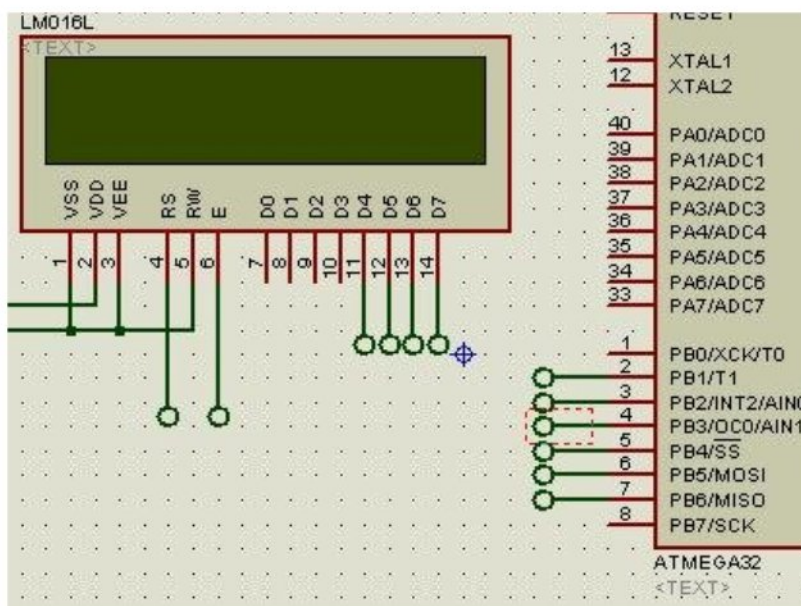 LM016L
<TEXT>
VSS
VDD
VEE
RS
RW
E
D0
D1
D2
D3
D4
D5
D6
D7
1
2
3
4
5
6
7
8
9
10
11
12
13
14
RESET
13 XTAL1
12 XTAL2
40 PA0/ADC0
39 PA1/ADC1
38 PA2/ADC2
37 PA3/ADC3
36 PA4/ADC4
35 PA5/ADC5
34 PA6/ADC6
33 PA7/ADC7
1 PB0/XCK/T0
2 PB1/T1
3 PB2/INT2/AIN0
4 PB3/OC0/AIN1
5 PB4/SS
6 PB5/MOSI
7 PB6/MISO
8 PB7/SCK
ATMEGA32
<TEXT>